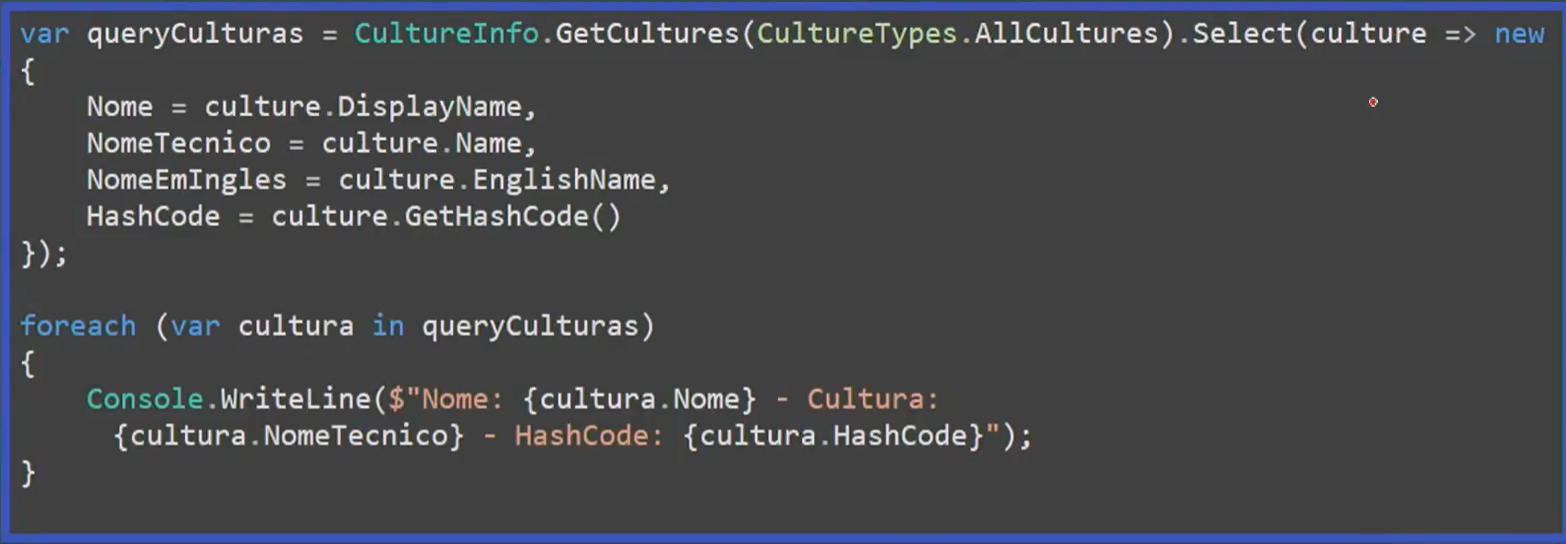 var queryCulturas = CultureInfo.GetCultures(CultureTypes.AllCultures).Select(culture => new
{
    Nome = culture.DisplayName,
    NomeTecnico = culture.Name,
    NomeEmIngles = culture.EnglishName,
    HashCode = culture.GetHashCode()
});

foreach (var cultura in queryCulturas)
{
    Console.WriteLine($"Nome: {cultura.Nome} - Cultura:
      {cultura.NomeTecnico} - HashCode: {cultura.HashCode}");
}